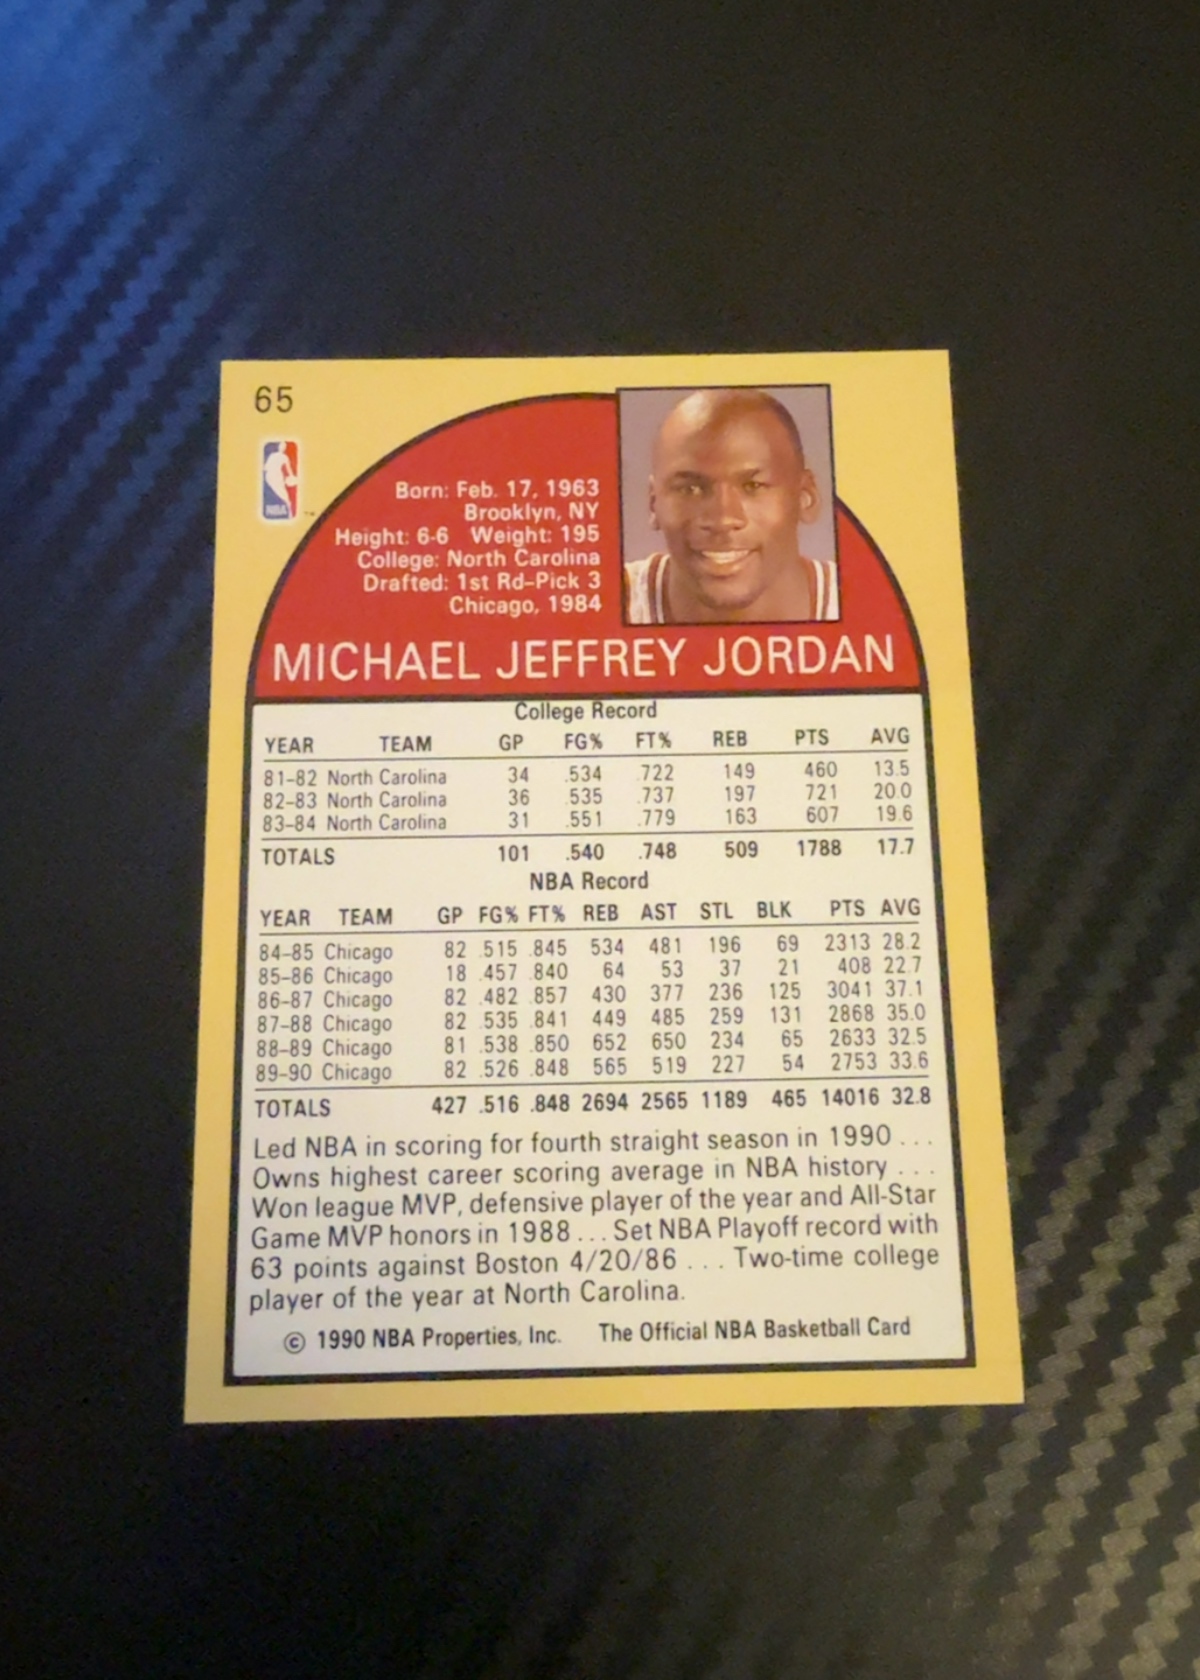 65
NBA
Born: Feb. 17, 1963
Brooklyn, NY
Height: 6-6 Weight: 195
College: North Carolina
Drafted: 1st Rd-Pick 3
Chicago, 1984
MICHAEL JEFFREY JORDAN
College Record
YEAR TEAM GP FG% FT% REB PTS AVG
81-82 North Carolina 34 .534 .722 149 460 13.5
82-83 North Carolina 36 .535 .737 197 721 20.0
83-84 North Carolina 31 .551 .779 163 607 19.6
TOTALS 101 .540 .748 509 1788 17.7
NBA Record
YEAR TEAM GP FG% FT% REB AST STL BLK PTS AVG
84-85 Chicago 82 .515 .845 534 481 196 69 2313 28.2
85-86 Chicago 18 .457 .840 64 53 37 21 408 22.7
86-87 Chicago 82 .482 .857 430 377 236 125 3041 37.1
87-88 Chicago 82 .535 .841 449 485 259 131 2868 35.0
88-89 Chicago 81 .538 .850 652 650 234 65 2633 32.5
89-90 Chicago 82 .526 .848 565 519 227 54 2753 33.6
TOTALS 427 .516 .848 2694 2565 1189 465 14016 32.8
Led NBA in scoring for fourth straight season in 1990 . . .
Owns highest career scoring average in NBA history . . .
Won league MVP, defensive player of the year and All-Star
Game MVP honors in 1988 . . . Set NBA Playoff record with
63 points against Boston 4/20/86 . . . Two-time college
player of the year at North Carolina.
© 1990 NBA Properties, Inc. The Official NBA Basketball Card